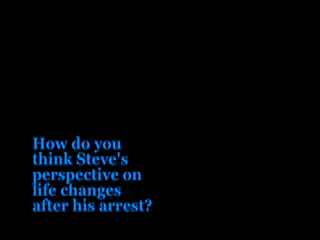 How do you
think Steve's
perspective on
life changes
after his arrest?